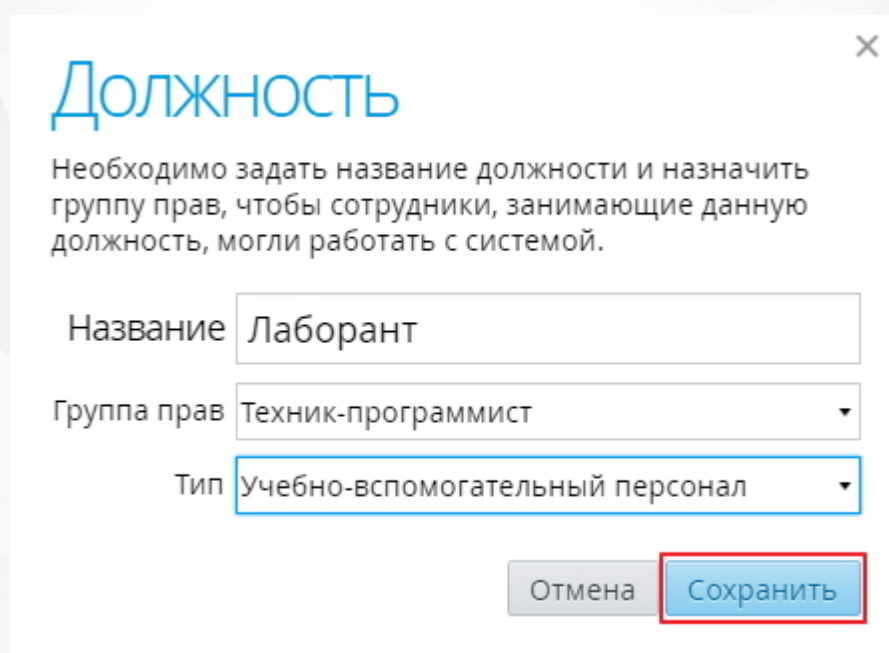 Должность
Необходимо задать название должности и назначить
группу прав, чтобы сотрудники, занимающие данную
должность, могли работать с системой.
Название Лаборант
Группа прав Техник-программист
Тип Учебно-вспомогательный персонал
Отмена Сохранить